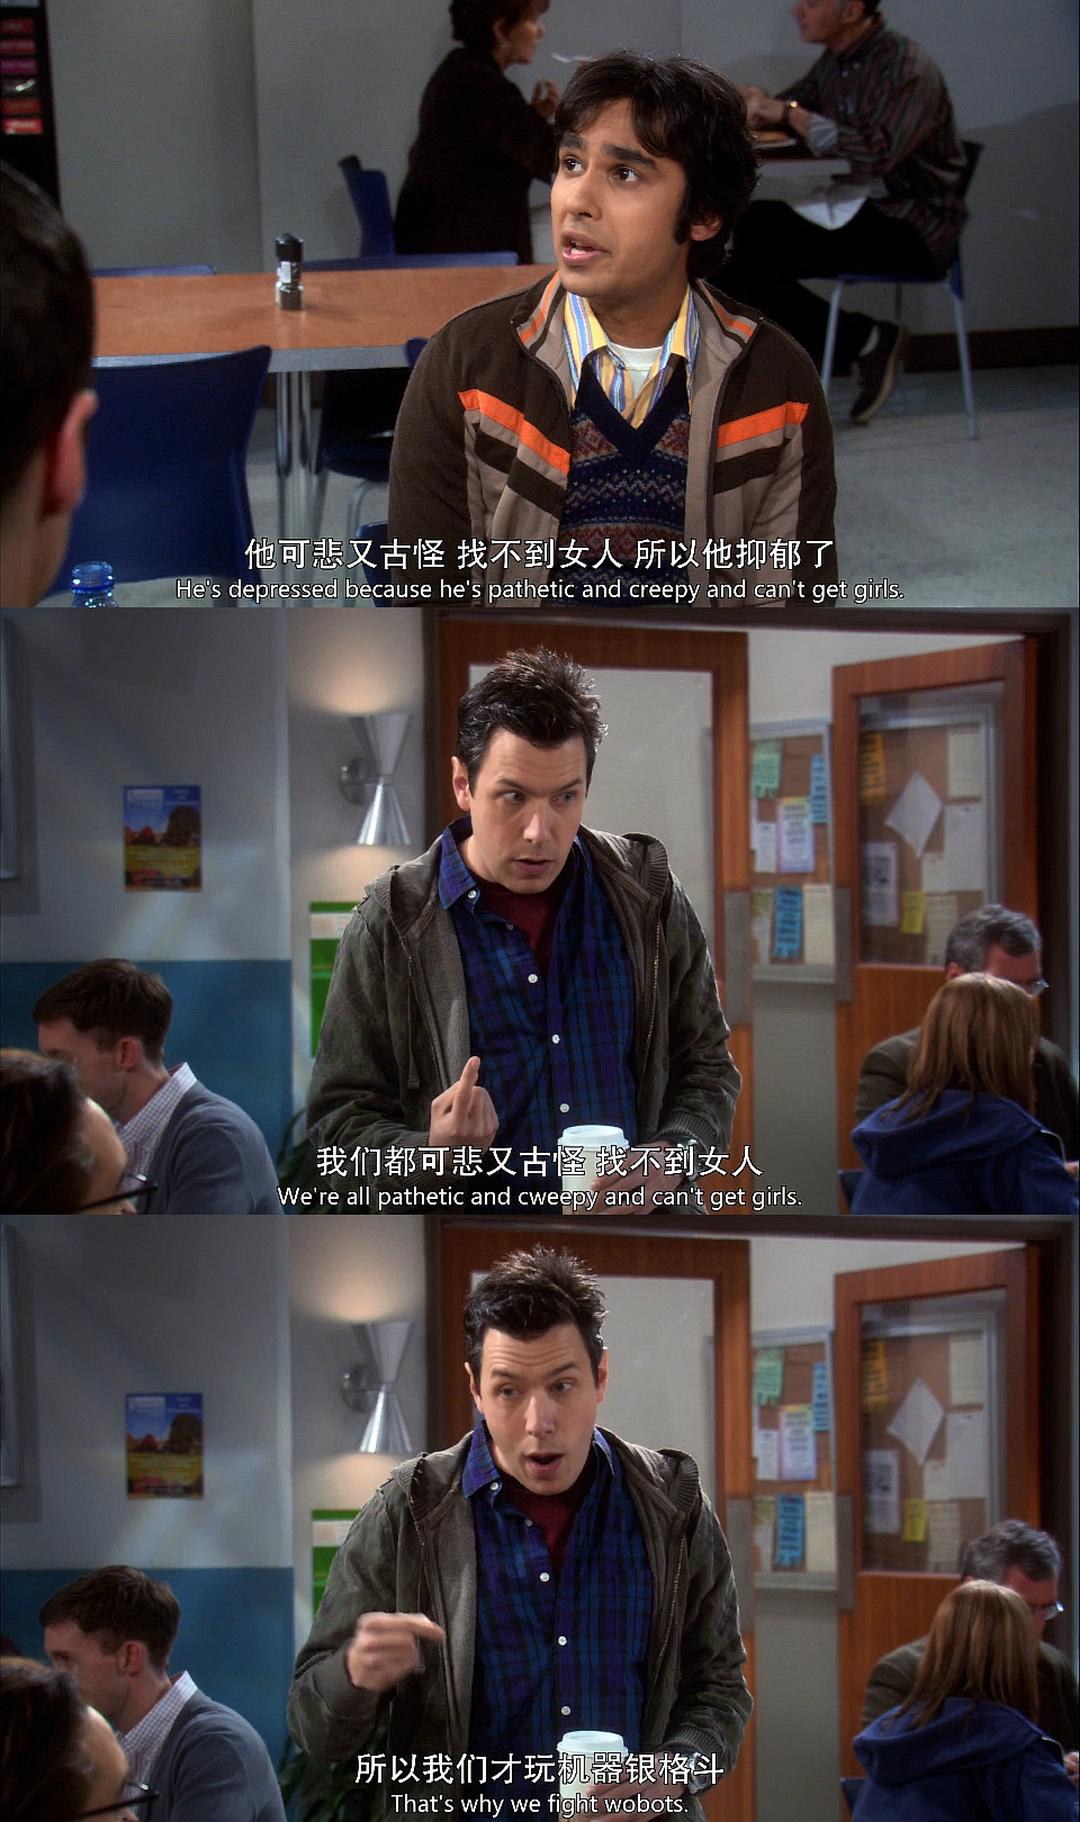 他可悲又古怪 找不到女人 所以他抑郁了
He's depressed because he's pathetic and creepy and can't get girls.
我们都可悲又古怪 找不到女人
We're all pathetic and cweepy and can't get girls.
所以我们才玩机器银格斗
That's why we fight wobots.